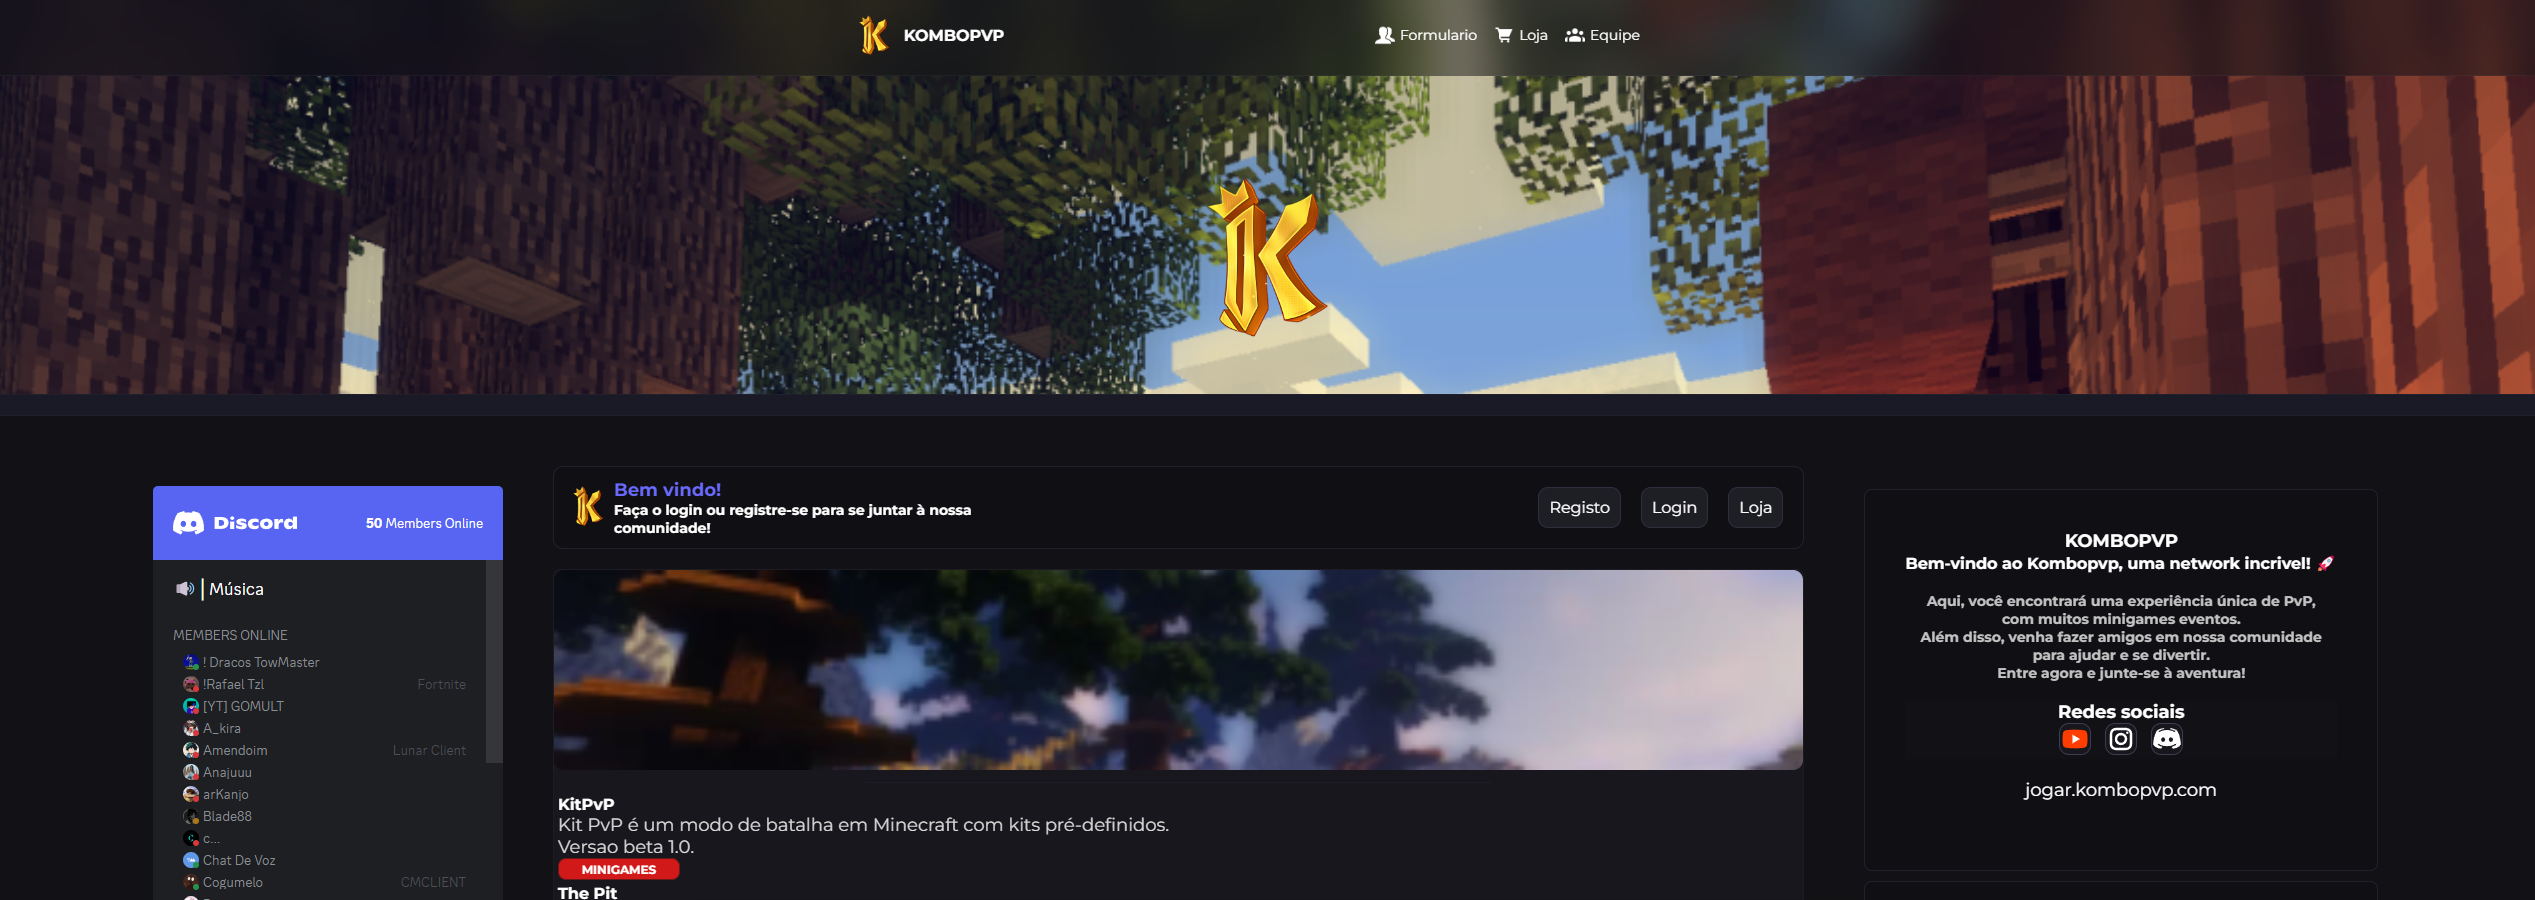 KOMBOPVP
Formulario
Loja
Equipe
Discord
50 Members Online
Música
MEMBERS ONLINE
! Dracos TowMaster
!Rafael Tzl
Fortnite
[YT] GOMULT
A_kira
Amendoim
Lunar Client
Anajuuu
arKanjo
Blade88
c...
Chat De Voz
Cogumelo
CMCLIENT
Bem vindo!
Faça o login ou registre-se para se juntar à nossa
comunidade!
Registo
Login
Loja
KitPvP
Kit PvP é um modo de batalha em Minecraft com kits pré-definidos.
Versao beta 1.0.
MINIGAMES
The Pit
KOMBOPVP
Bem-vindo ao Kombopvp, uma network incrivel! 🚀
Aqui, você encontrará uma experiência única de PvP,
com muitos minigames eventos.
Além disso, venha fazer amigos em nossa comunidade
para ajudar e se divertir.
Entre agora e junte-se à aventura!
Redes sociais
jogar.kombopvp.com